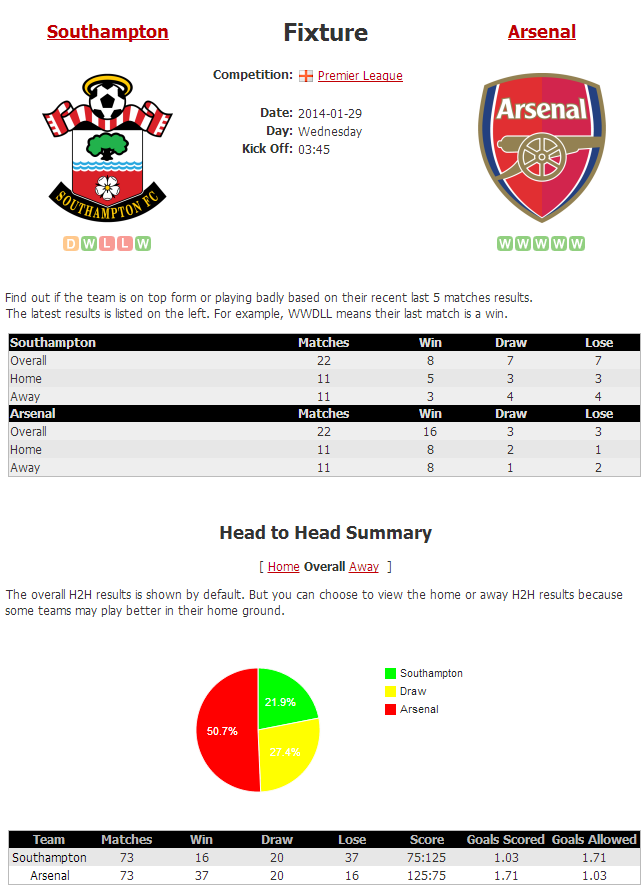 Southampton
Fixture
Arsenal
Competition: Premier League
Date: 2014-01-29
Day: Wednesday
Kick Off: 03:45
SOUTHAMPTON FC
Arsenal
D W L L W
W W W W W
Find out if the team is on top form or playing badly based on their recent last 5 matches results.
The latest results is listed on the left. For example, WWDLL means their last match is a win.
Southampton Matches Win Draw Lose
Overall 22 8 7 7
Home 11 5 3 3
Away 11 3 4 4
Arsenal Matches Win Draw Lose
Overall 22 16 3 3
Home 11 8 2 1
Away 11 8 1 2
Head to Head Summary
[ Home Overall Away ]
The overall H2H results is shown by default. But you can choose to view the home or away H2H results because
some teams may play better in their home ground.
Southampton
Draw
Arsenal
21.9%
50.7%
27.4%
Team Matches Win Draw Lose Score Goals Scored Goals Allowed
Southampton 73 16 20 37 75:125 1.03 1.71
Arsenal 73 37 20 16 125:75 1.71 1.03